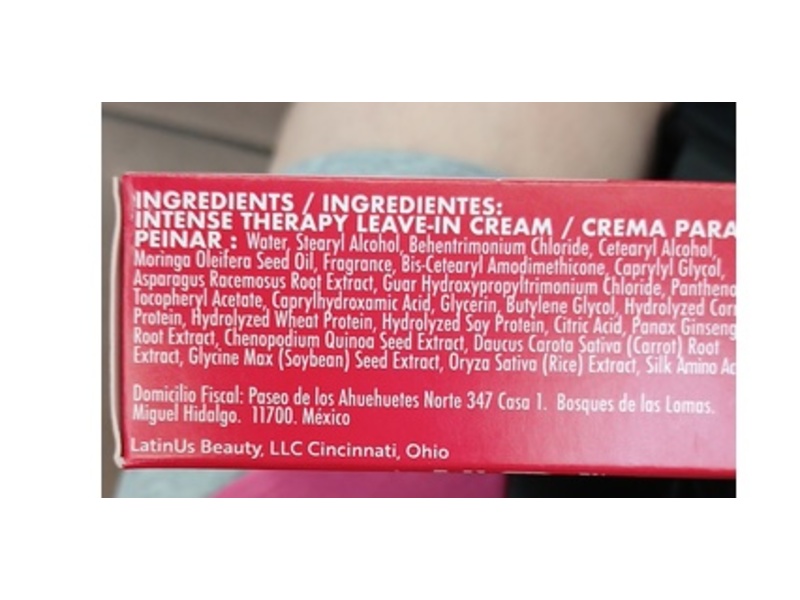 INGREDIENTS / INGREDIENTES:
INTENSE THERAPY LEAVE-IN CREAM / CREMA PARA
PEINAR : Water, Stearyl Alcohol, Behentrimonium Chloride, Cetearyl Alcohol,
Moringa Oleifera Seed Oil, Fragrance, Bis-Cetearyl Amodimethicone, Caprylyl Glycol,
Asparagus Racemosus Root Extract, Guar Hydroxypropyltrimonium Chloride, Pantheno
Tocopheryl Acetate, Caprylhydroxamic Acid, Glycerin, Butylene Glycol, Hydrolyzed Corn
Protein, Hydrolyzed Wheat Protein, Hydrolyzed Soy Protein, Citric Acid, Panax Ginseng
Root Extract, Chenopodium Quinoa Seed Extract, Daucus Carota Sativa (Carrot) Root
Extract, Glycine Max (Soybean) Seed Extract, Oryza Sativa (Rice) Extract, Silk Amino Ac
Domicilio Fiscal: Paseo de los Ahuehuetes Norte 347 Casa 1. Bosques de las Lomas.
Miguel Hidalgo. 11700. México
LatinUs Beauty, LLC Cincinnati, Ohio